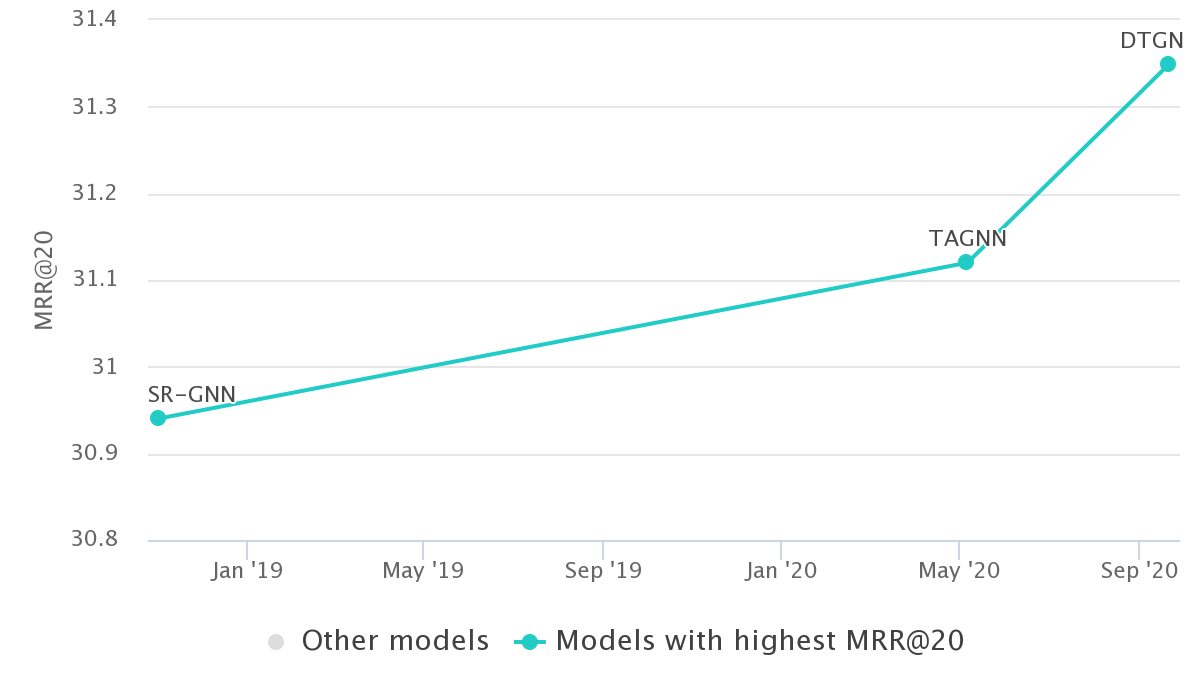 31.4
DTGN
31.3
31.2
TAGNN
31.1
MRR@20
31
SR-GNN
30.9
30.8
Jan '19 May '19 Sep '19 Jan '20 May '20 Sep '20
Other models Models with highest MRR@20